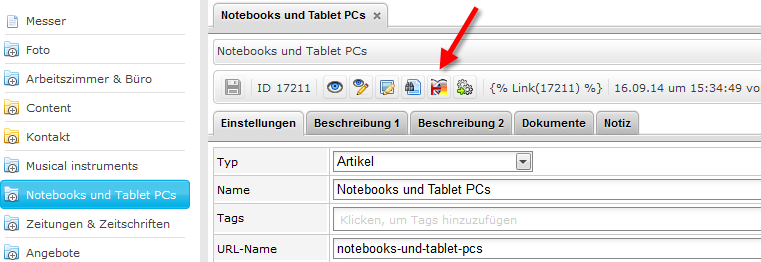 Messer
Foto
Arbeitszimmer & Büro
Content
Kontakt
Musical instruments
Notebooks und Tablet PCs
Zeitungen & Zeitschriften
Angebote
Notebooks und Tablet PCs
Notebooks und Tablet PCs
ID 17211 {% Link(17211) %} 16.09.14 um 15:34:49 vo
Einstellungen Beschreibung 1 Beschreibung 2 Dokumente Notiz
Typ Artikel
Name Notebooks und Tablet PCs
Tags Klicken, um Tags hinzuzufügen
URL-Name notebooks-und-tablet-pcs